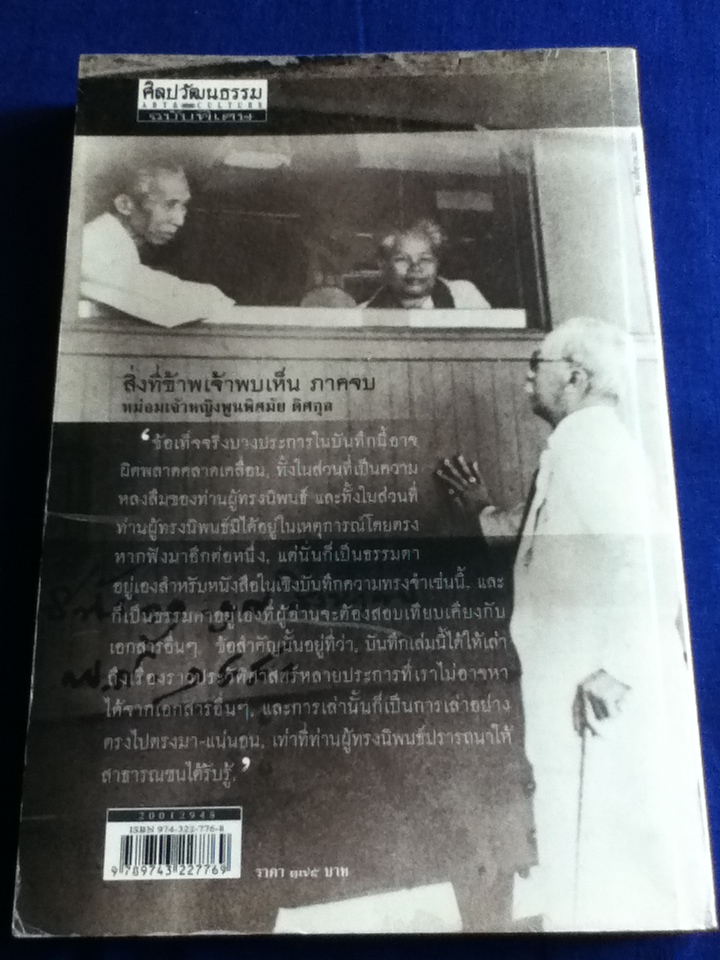 ศิลปวัฒนธรรม
ART & CULTURE
ฉบับพิเศษ
สิ่งที่ข้าพเจ้าพบเห็น ภาคจบ
หม่อมเจ้าหญิงพูนพิศมัย ดิศกุล
‘ข้อเท็จจริงบางประการในบันทึกนี้อาจ
ผิดพลาดคลาดเคลื่อน, ทั้งในส่วนที่เป็นความ
หลงลืมของท่านผู้ทรงนิพนธ์ และทั้งในส่วนที่
ท่านผู้ทรงนิพนธ์มิได้อยู่ในเหตุการณ์โดยตรง
หากฟังมาอีกต่อหนึ่ง, แต่นั่นก็เป็นธรรมดา
อยู่เองสำหรับหนังสือในเชิงบันทึกความทรงจำเช่นนี้, และ
ก็เป็นธรรมดาอยู่เองที่ผู้อ่านจะต้องสอบเทียบเคียงกับ
เอกสารอื่นๆ, ข้อสำคัญนั้นอยู่ที่ว่า, บันทึกเล่มนี้ได้ให้เล่า
ถึงเรื่องราวประวัติศาสตร์หลายประการที่เราไม่อาจหา
ได้จากเอกสารอื่นๆ, และการเล่านั้นก็เป็นการเล่าอย่าง
ตรงไปตรงมา-แน่นอน, เท่าที่ท่านผู้ทรงนิพนธ์ปรารถนาให้
สาธารณชนได้รับรู้.’
20012948
ISBN 974-322-776-8
9 789743 227769
ราคา ๑๗๕ บาท